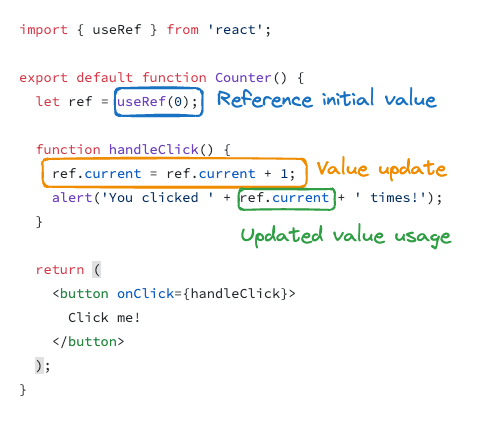 import { useRef } from 'react';
export default function Counter() {
let ref = useRef(0); Reference initial value
function handleClick() {
ref.current = ref.current + 1; Value update
alert('You clicked ' + ref.current + ' times!');
}
Updated value usage
return (
<button onClick={handleClick}>
Click me!
</button>
);
}